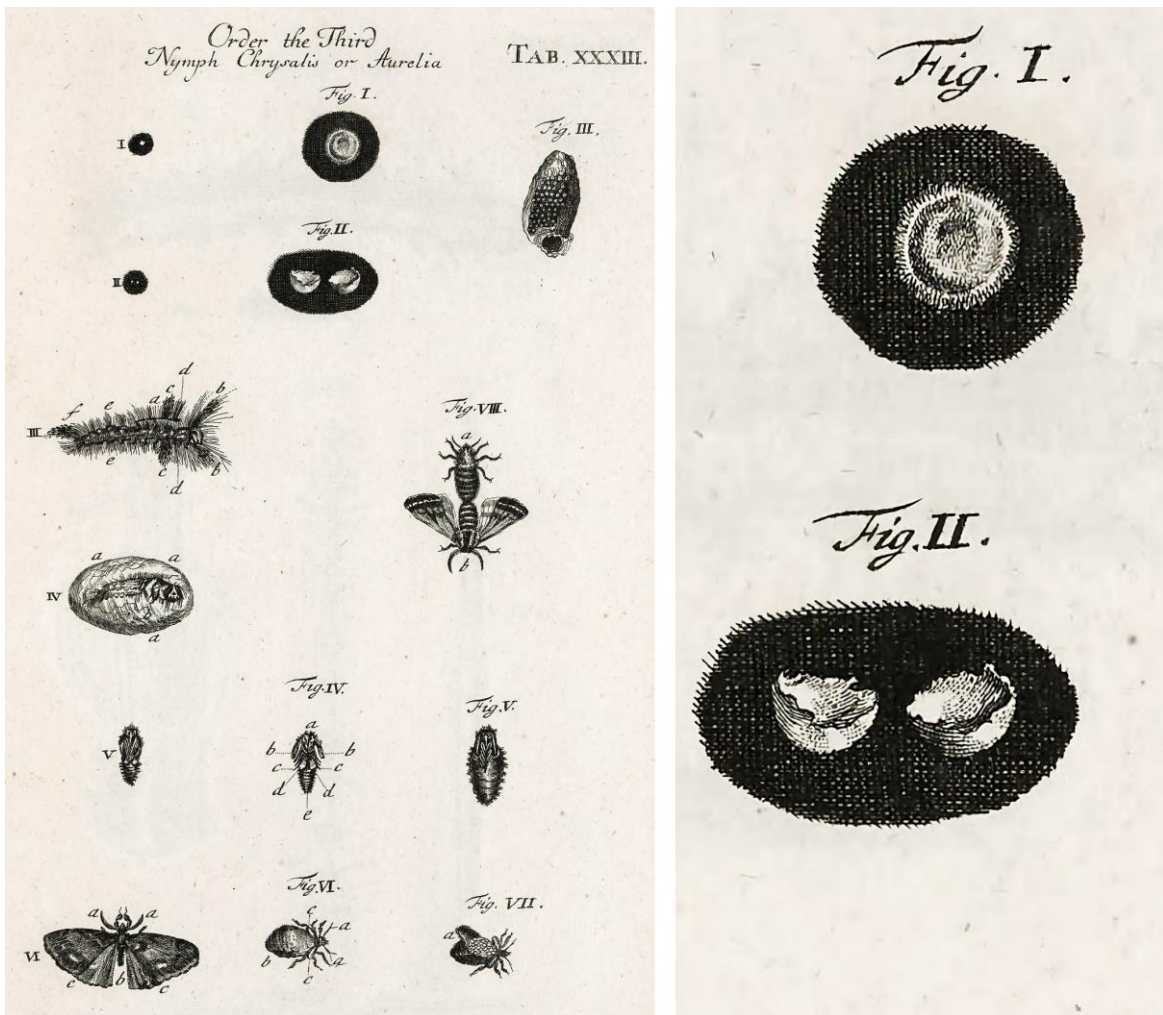 Order the Third
Nymph Chrysalis or Aurelia
TAB. XXXIII.
Fig. I.
I
Fig. III.
Fig. II.
II
d
c
b
a
e
f
III
e
c
d
b
Fig. VIII.
a
b
a
a
IV
a
Fig. IV.
Fig. V.
V
a
b
b
c
c
d
d
e
Fig. VI.
Fig. VII.
a
a
VI
c
b
c
c
a
b
a
c
a
Fig. I.
Fig. II.